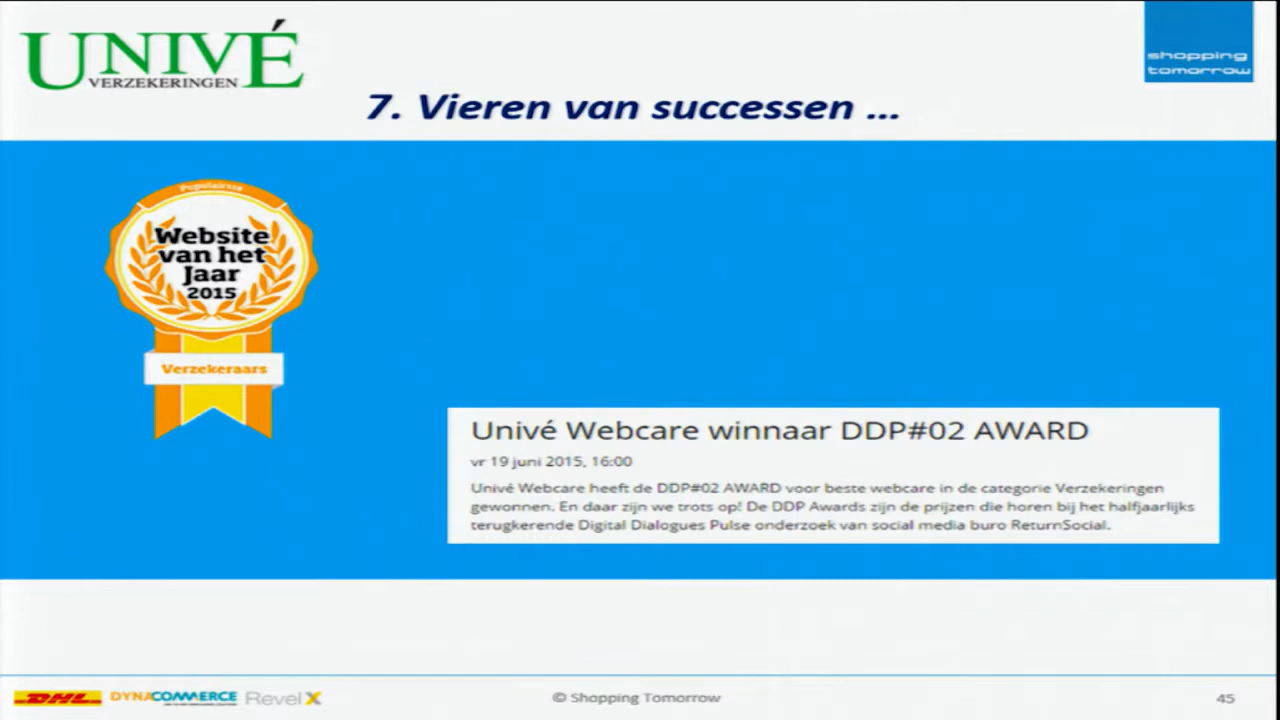 UNIVÉ
VERZEKERINGEN
shopping
tomorrow
7. Vieren van successen ...
Populairste
Website
van het
Jaar
2015
Verzekeraars
Univé Webcare winnaar DDP#02 AWARD
vr 19 juni 2015, 16:00
Univé Webcare heeft de DDP#02 AWARD voor beste webcare in de categorie Verzekeringen
gewonnen. En daar zijn we trots op! De DDP Awards zijn de prijzen die horen bij het halfjaarlijks
terugkerende Digital Dialogues Pulse onderzoek van social media buro ReturnSocial.
DHL DYNACOMMERCE RevelX
© Shopping Tomorrow
45